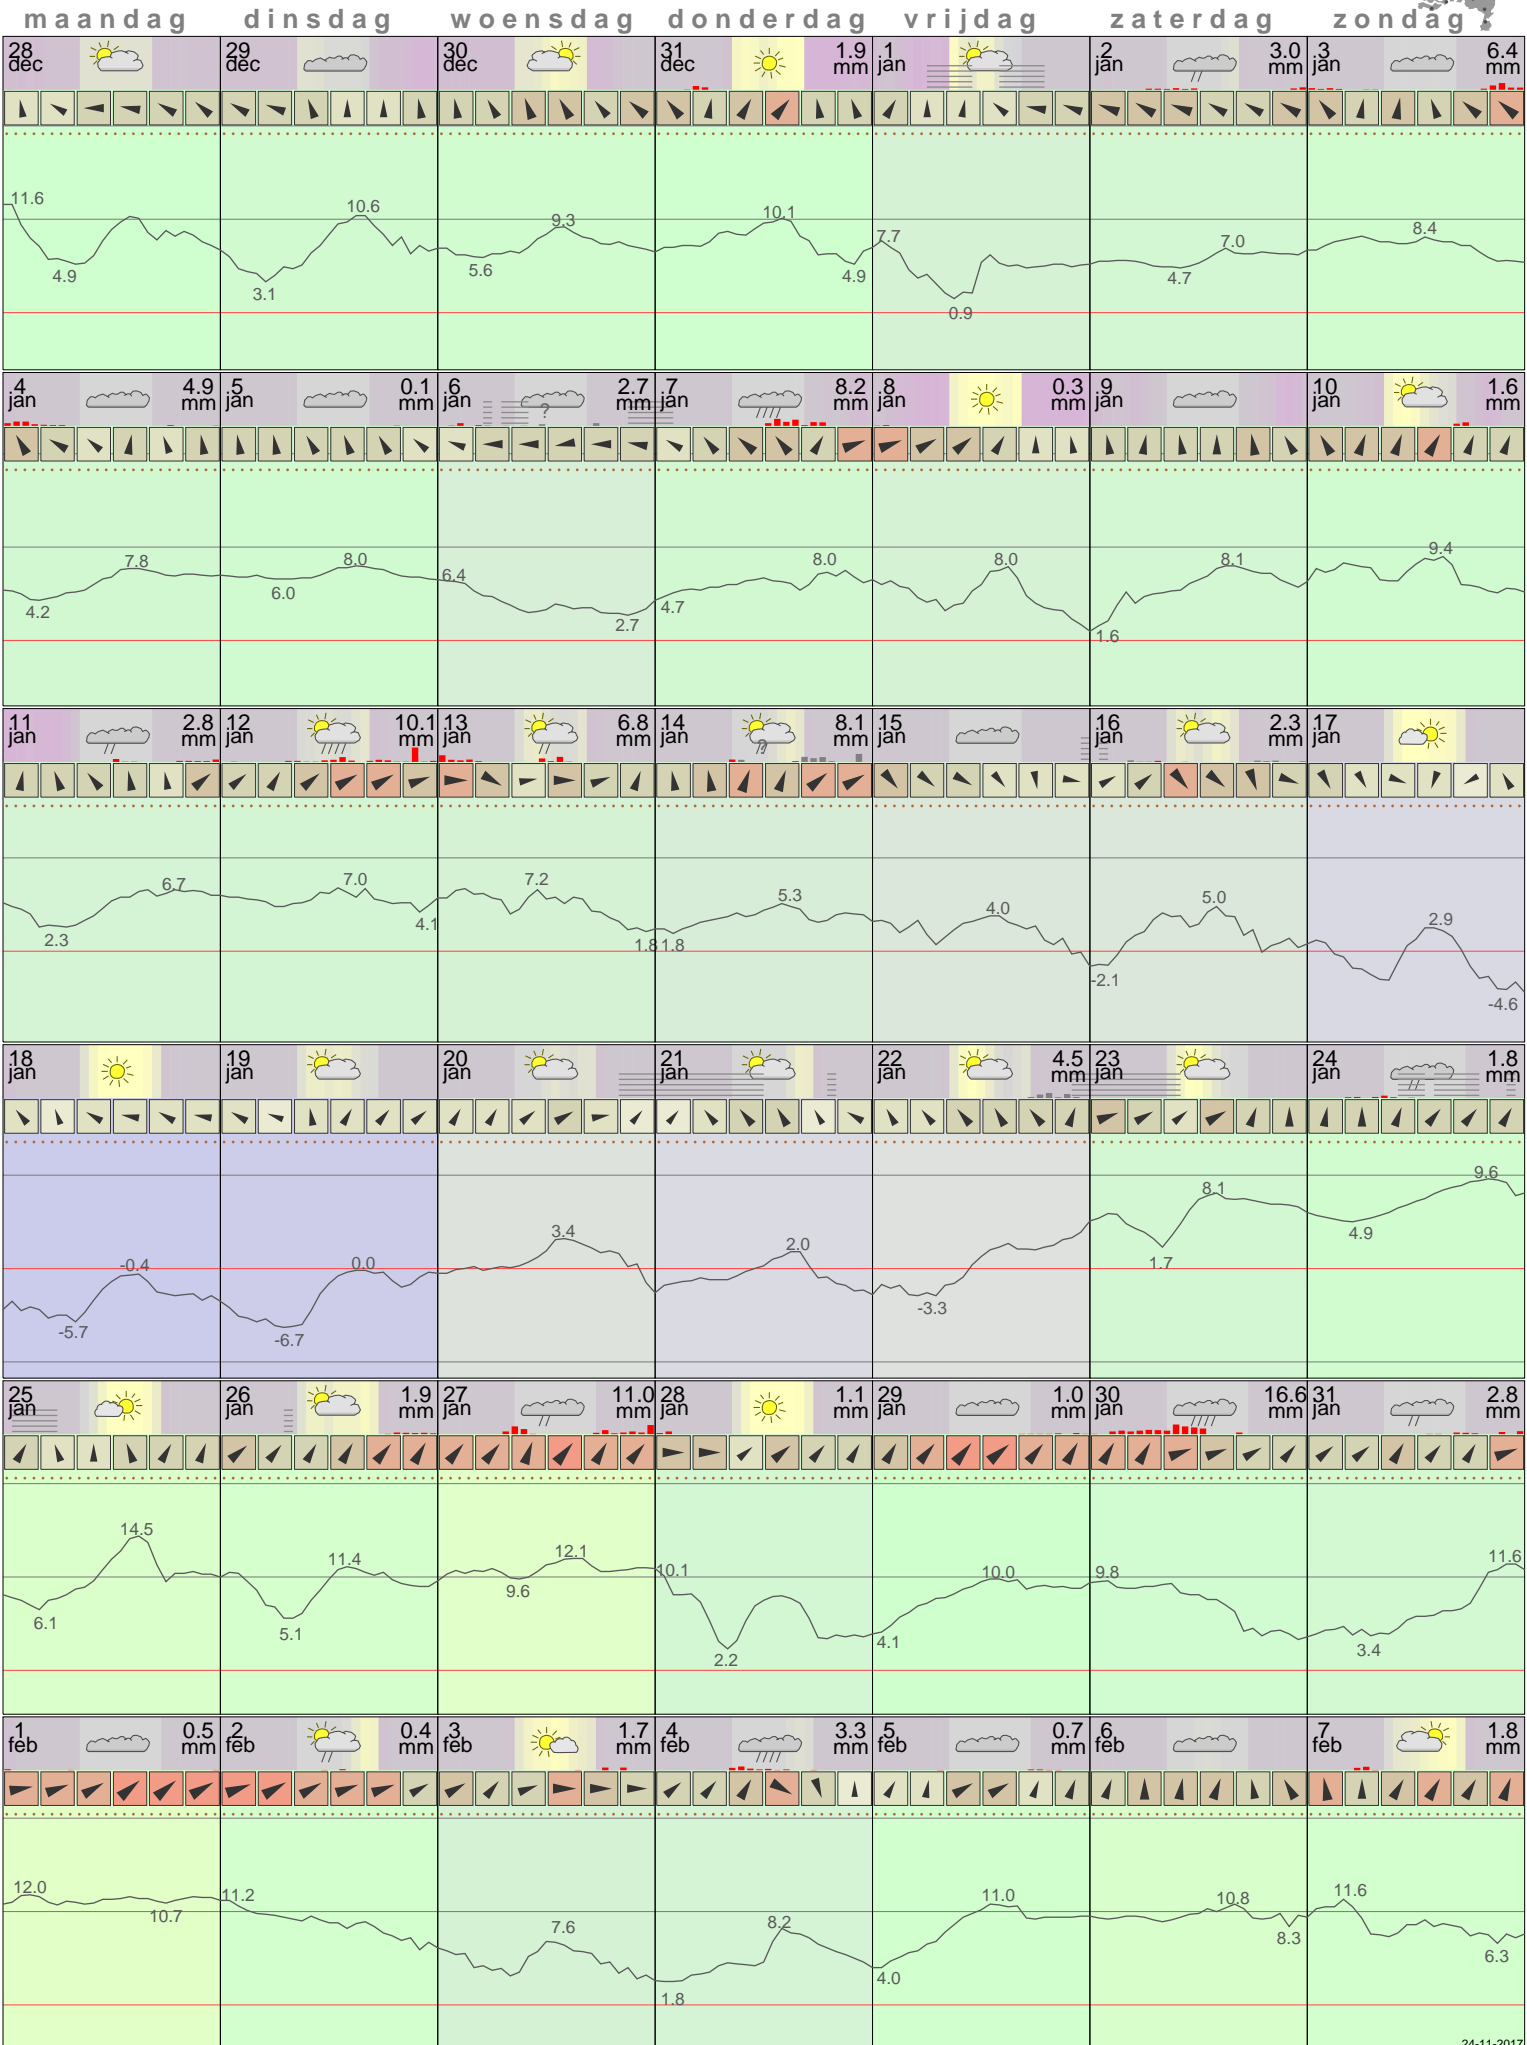 maandag dinsdag woensdag donderdag vrijdag zaterdag zondag
28 dec 29 dec 30 dec 31 dec 1.9 mm 1 jan 2 jan 3.0 mm 3 jan 6.4 mm
11.6 4.9 3.1 10.6 5.6 9.3 10.1 4.9 7.7 0.9 4.7 7.0 8.4
4 jan 4.9 mm 5 jan 0.1 mm 6 jan ? 2.7 mm 7 jan 8.2 mm 8 jan 0.3 mm 9 jan 10 jan 1.6 mm
4.2 7.8 6.0 8.0 6.4 2.7 4.7 8.0 8.0 1.6 8.1 9.4
11 jan 2.8 mm 12 jan 10.1 mm 13 jan 6.8 mm 14 jan ? 8.1 mm 15 jan 16 jan 2.3 mm 17 jan
2.3 6.7 7.0 4.1 7.2 1.8 1.8 5.3 4.0 -2.1 5.0 2.9 -4.6
18 jan 19 jan 20 jan 21 jan 22 jan 4.5 mm 23 jan 24 jan 1.8 mm
-5.7 -0.4 -6.7 0.0 3.4 2.0 -3.3 1.7 8.1 4.9 9.6
25 jan 26 jan 1.9 mm 27 jan 11.0 mm 28 jan 1.1 mm 29 jan 1.0 mm 30 jan 16.6 mm 31 jan 2.8 mm
6.1 14.5 5.1 11.4 9.6 12.1 10.1 2.2 4.1 10.0 9.8 3.4 11.6
1 feb 0.5 mm 2 feb 0.4 mm 3 feb 1.7 mm 4 feb 3.3 mm 5 feb 0.7 mm 6 feb 7 feb 1.8 mm
12.0 10.7 11.2 7.6 1.8 8.2 4.0 11.0 10.8 8.3 11.6 6.3
24-11-2017